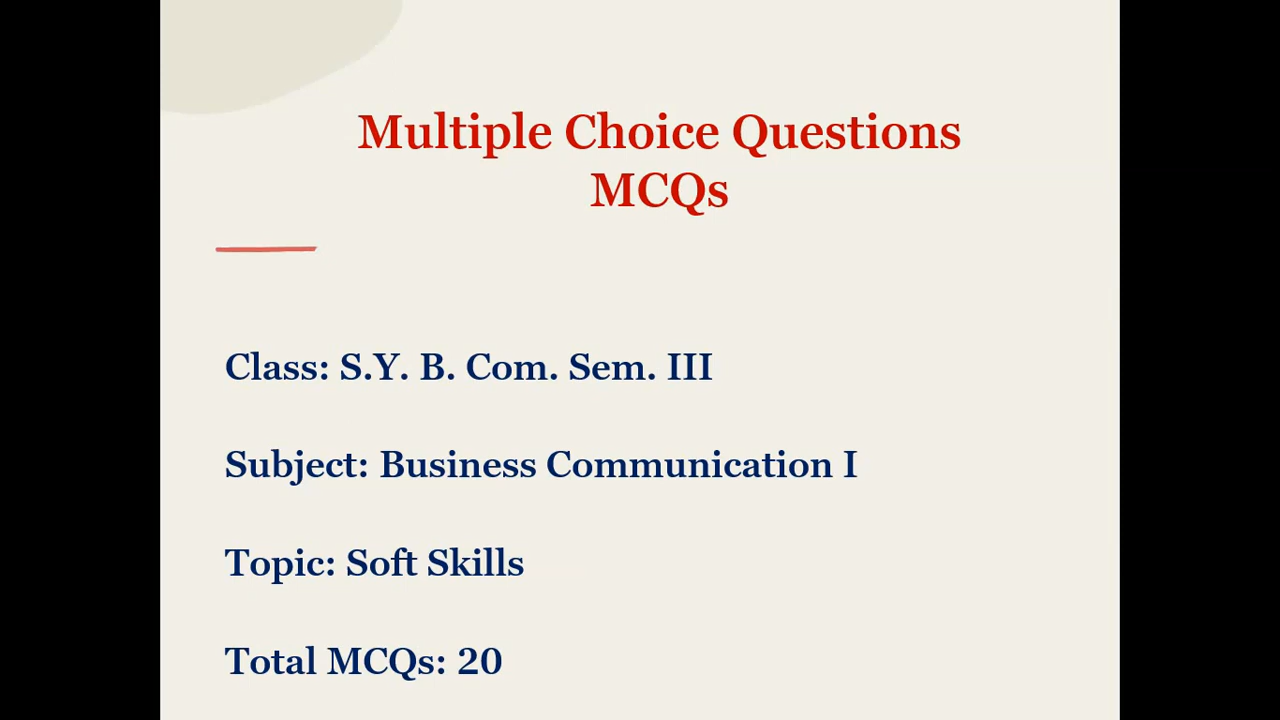 Multiple Choice Questions
MCQs
Class: S.Y. B. Com. Sem. III
Subject: Business Communication I
Topic: Soft Skills
Total MCQs: 20